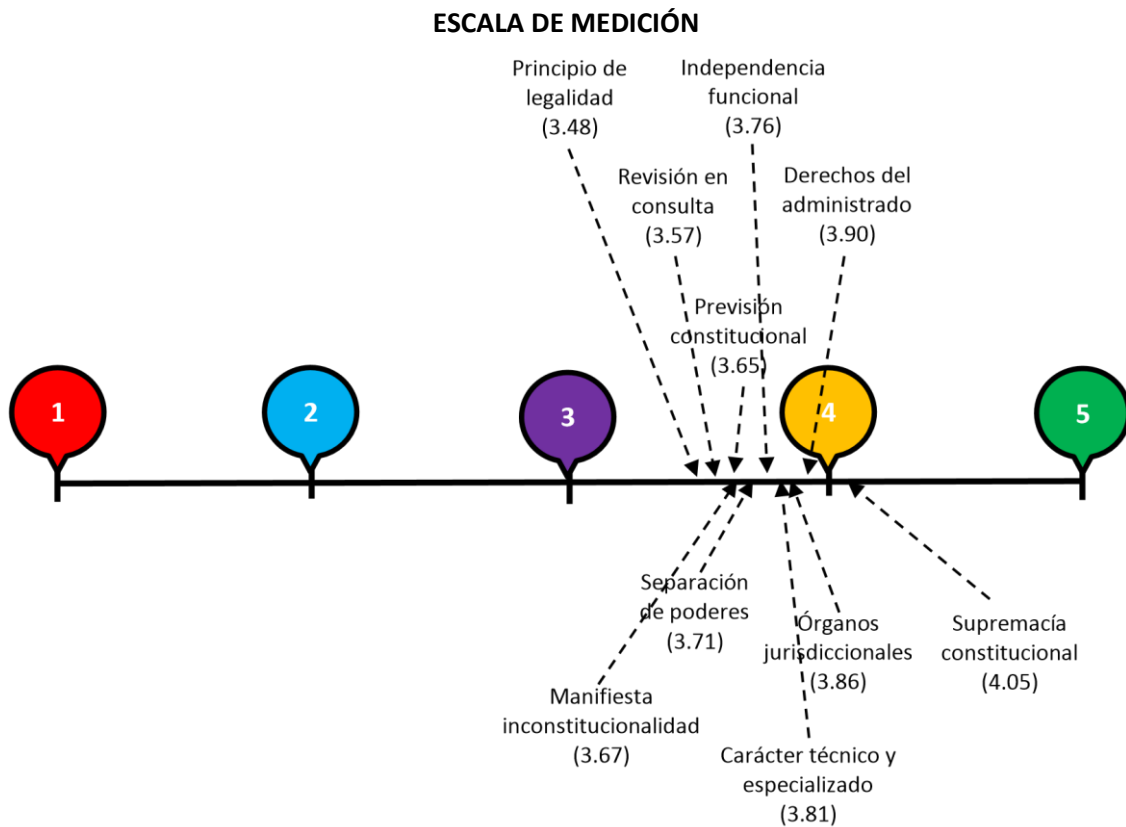 ESCALA DE MEDICIÓN
Principio de
legalidad
(3.48)
Independencia
funcional
(3.76)
Revisión en
consulta
(3.57)
Derechos del
administrado
(3.90)
Previsión
constitucional
(3.65)
1
2
3
4
5
Separación
de poderes
(3.71)
Órganos
jurisdiccionales
(3.86)
Supremacía
constitucional
(4.05)
Manifiesta
inconstitucionalidad
(3.67)
Carácter técnico y
especializado
(3.81)